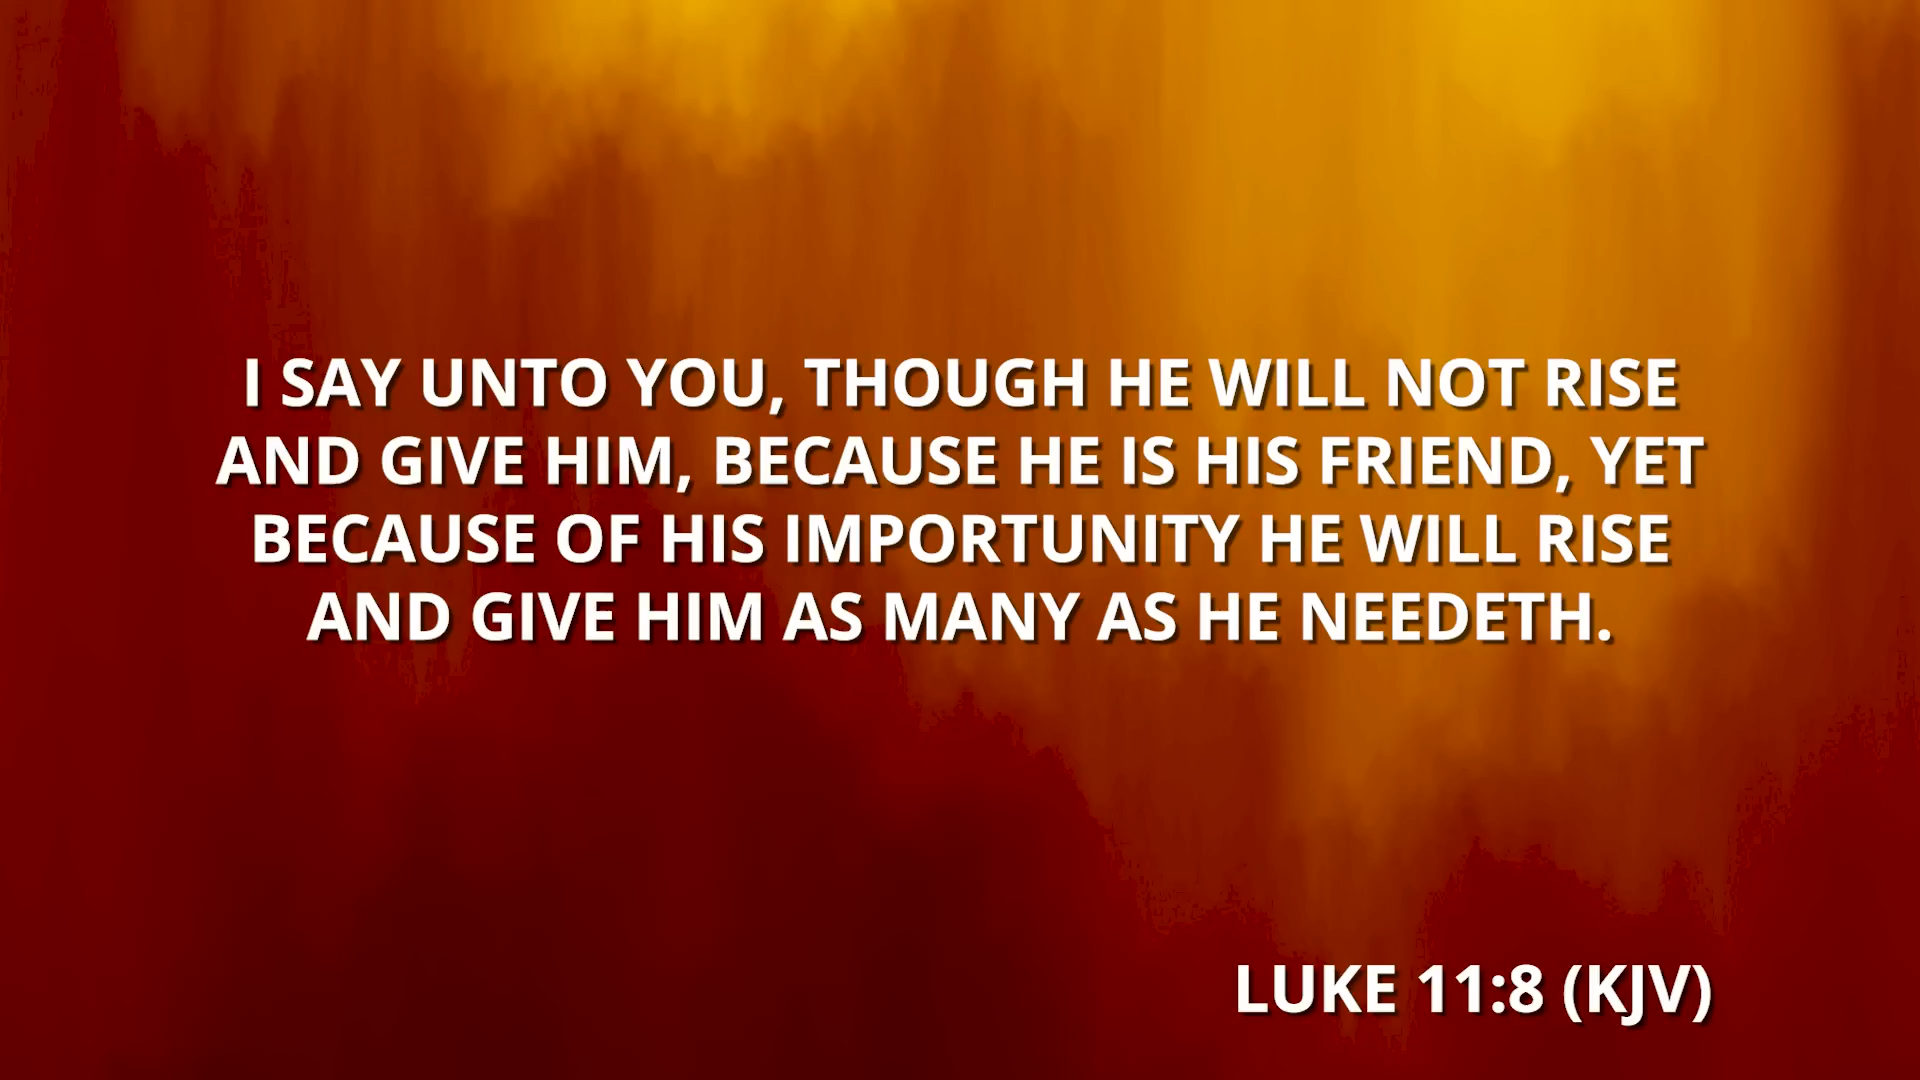 I SAY UNTO YOU, THOUGH HE WILL NOT RISE
AND GIVE HIM, BECAUSE HE IS HIS FRIEND, YET
BECAUSE OF HIS IMPORTUNITY HE WILL RISE
AND GIVE HIM AS MANY AS HE NEEDETH.
LUKE 11:8 (KJV)